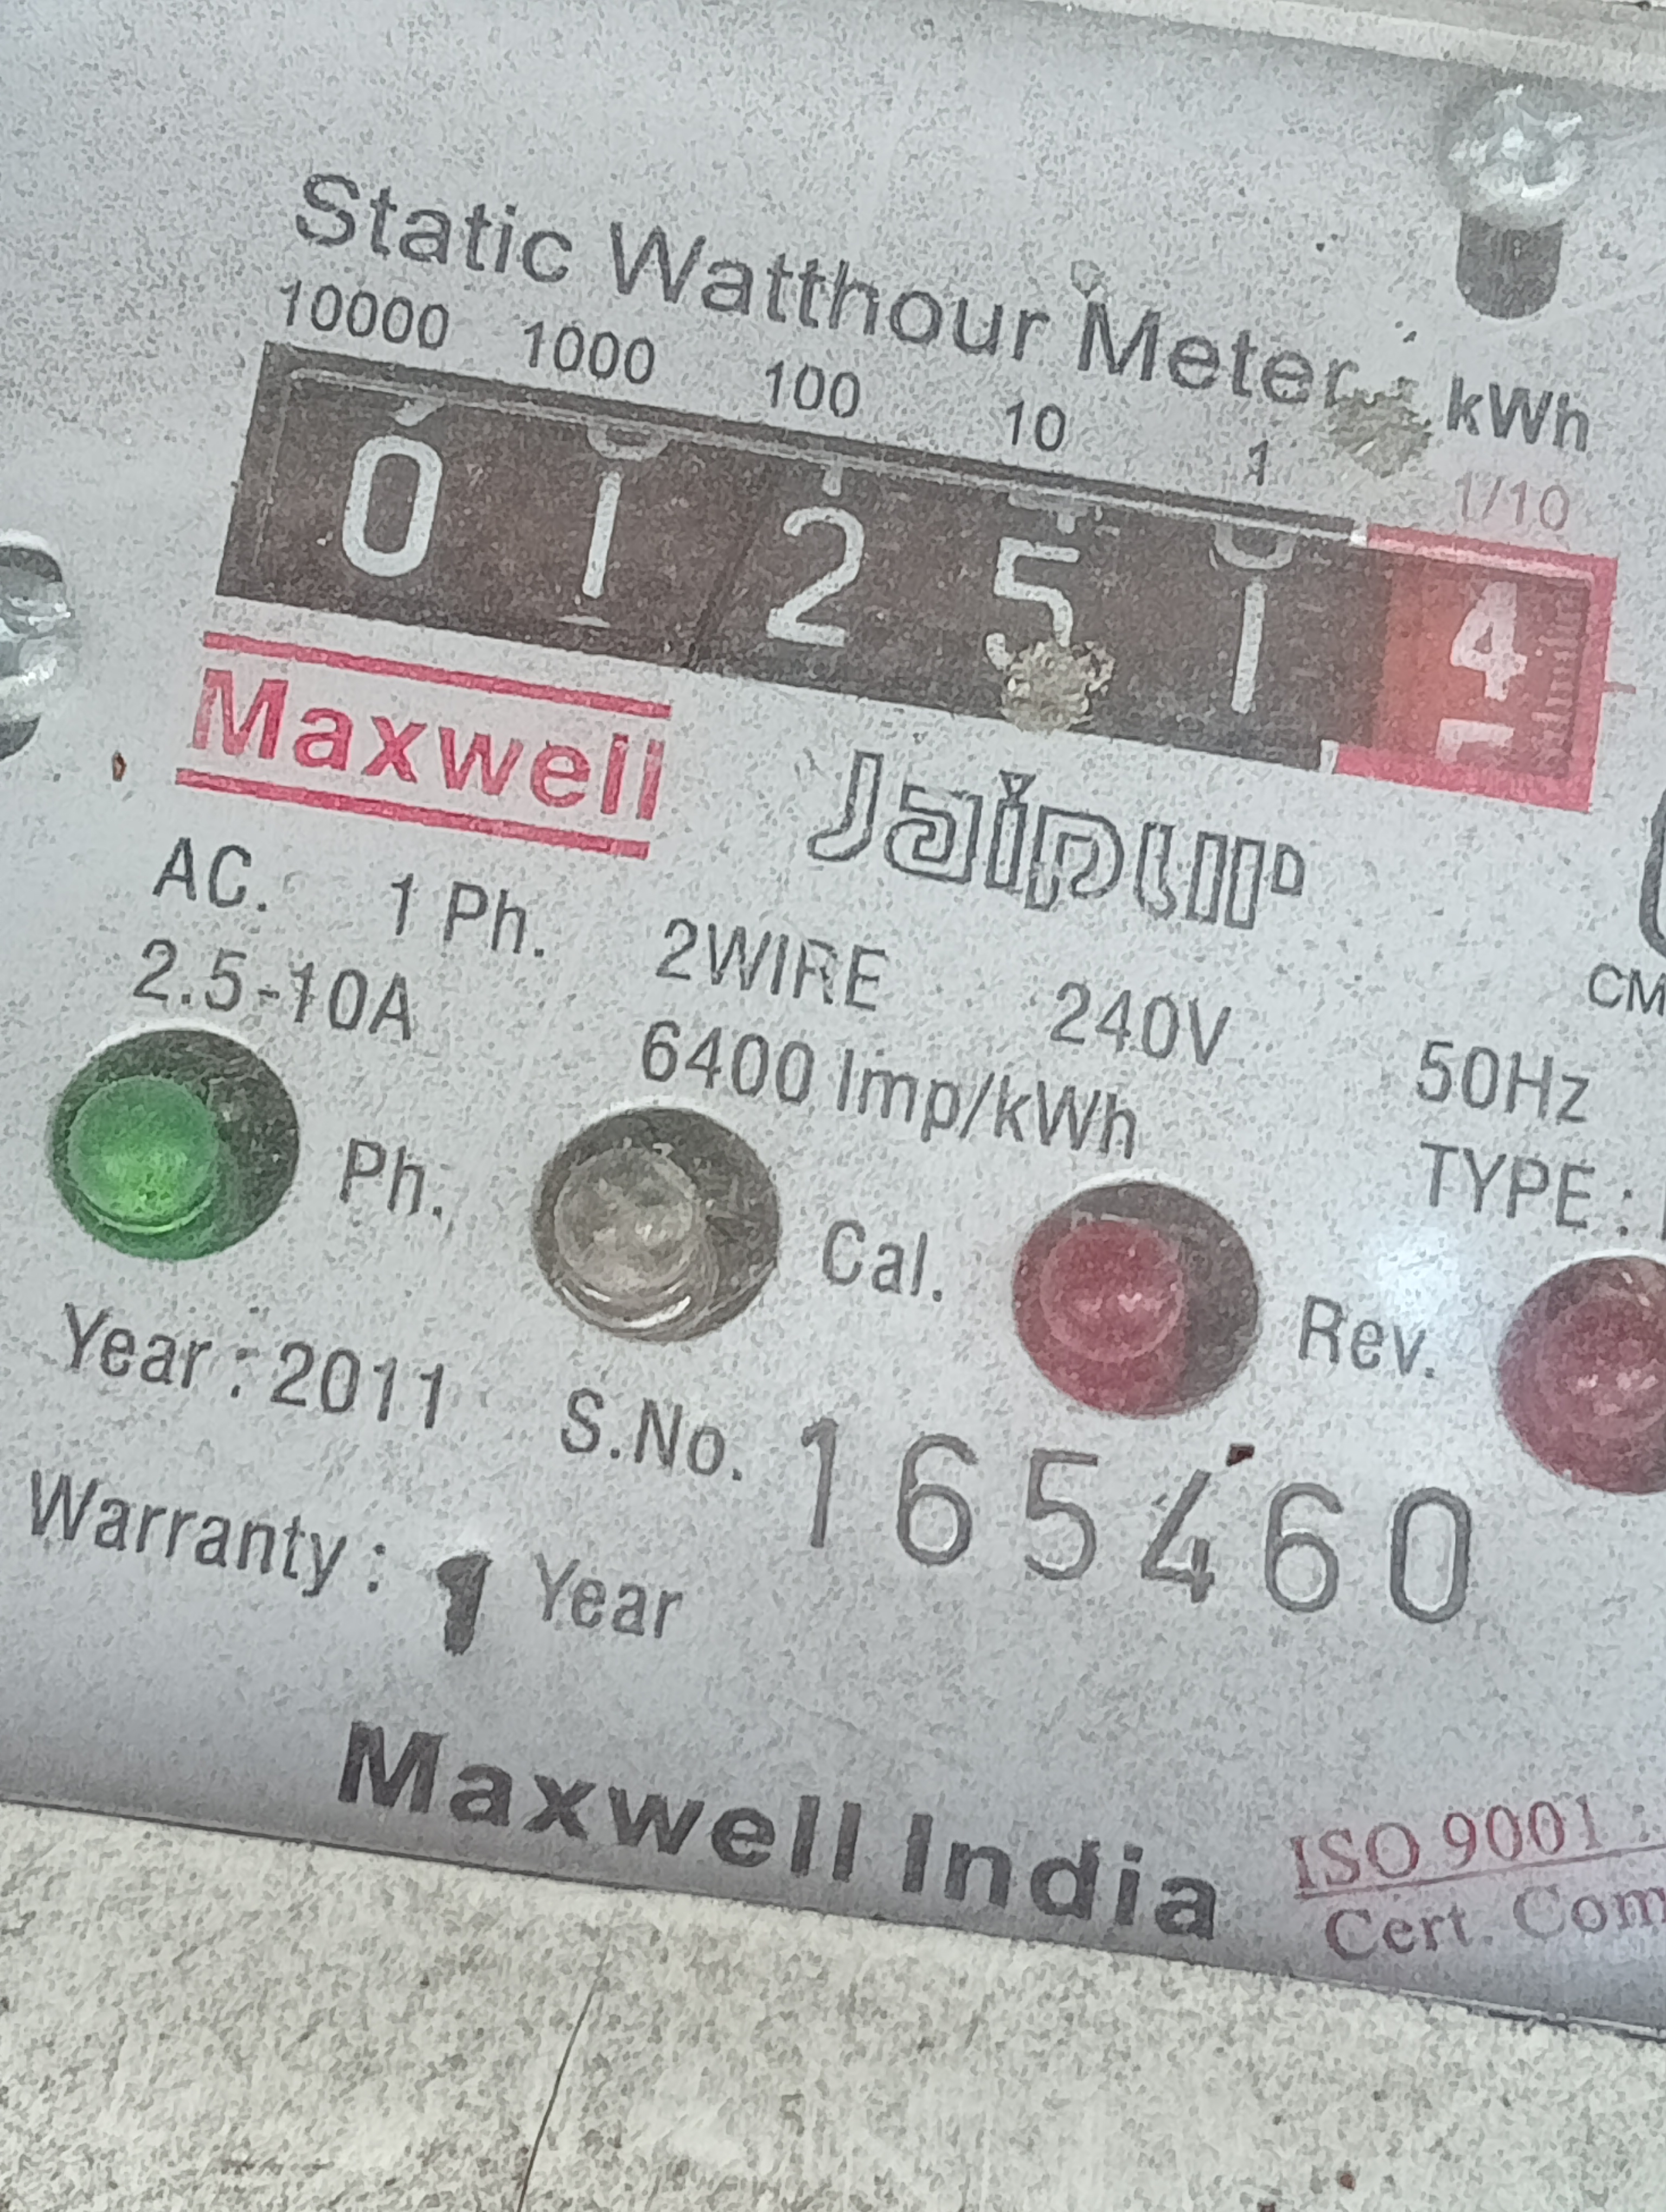 Static Watthour Meter
10000 1000 100 10 1 kWh 1/10
0 1 2 5 1 4
Maxwell Jaipur
AC. 1 Ph. 2WIRE 240V 50Hz
2.5-10A 6400 Imp/kWh TYPE :
Ph. Cal. Rev.
Year : 2011 S.No. 165460
Warranty : 1 Year
Maxwell India
ISO 9001 :
Cert.